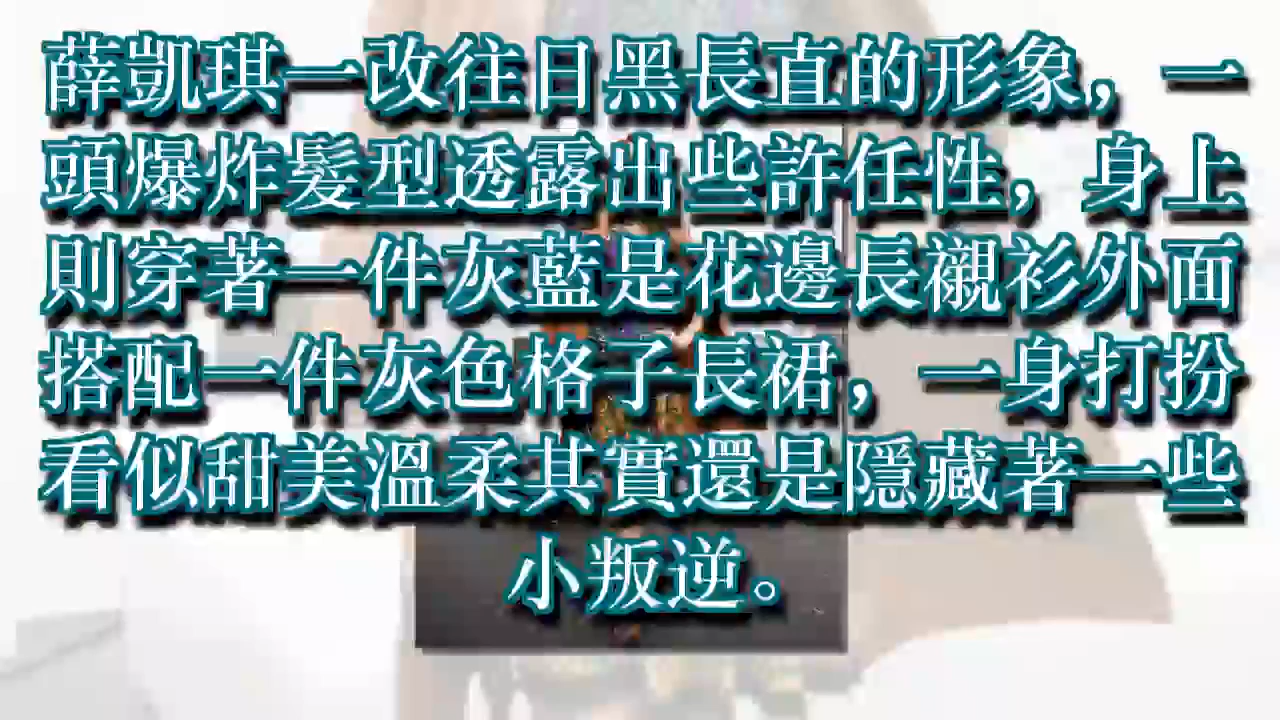 薛凱琪一改往日黑長直的形象，一
頭爆炸髮型透露出些許任性，身上
則穿著一件灰藍是花邊長襯衫外面
搭配一件灰色格子長裙，一身打扮
看似甜美溫柔其實還是隱藏著一些
小叛逆。